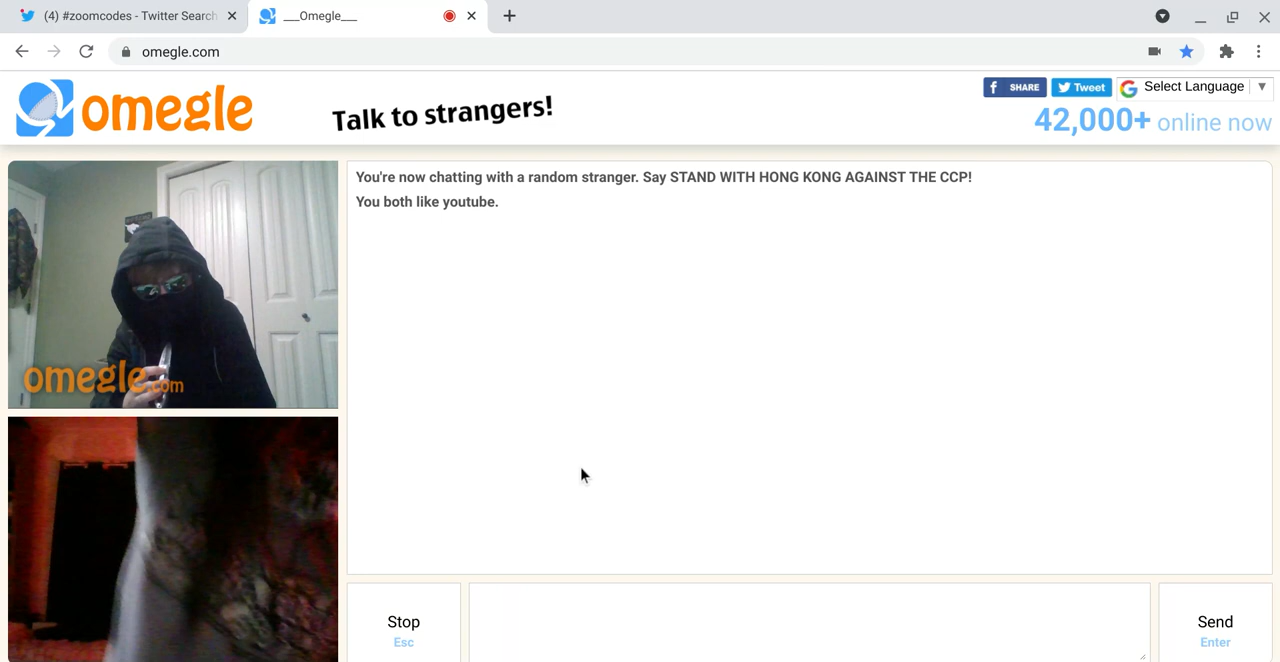 (4) #zoomcodes - Twitter Search
___Omegle___
omegle.com
omegle
Talk to strangers!
SHARE
Tweet
Select Language
42,000+ online now
You're now chatting with a random stranger. Say STAND WITH HONG KONG AGAINST THE CCP!
You both like youtube.
omegle.com
Stop
Esc
Send
Enter